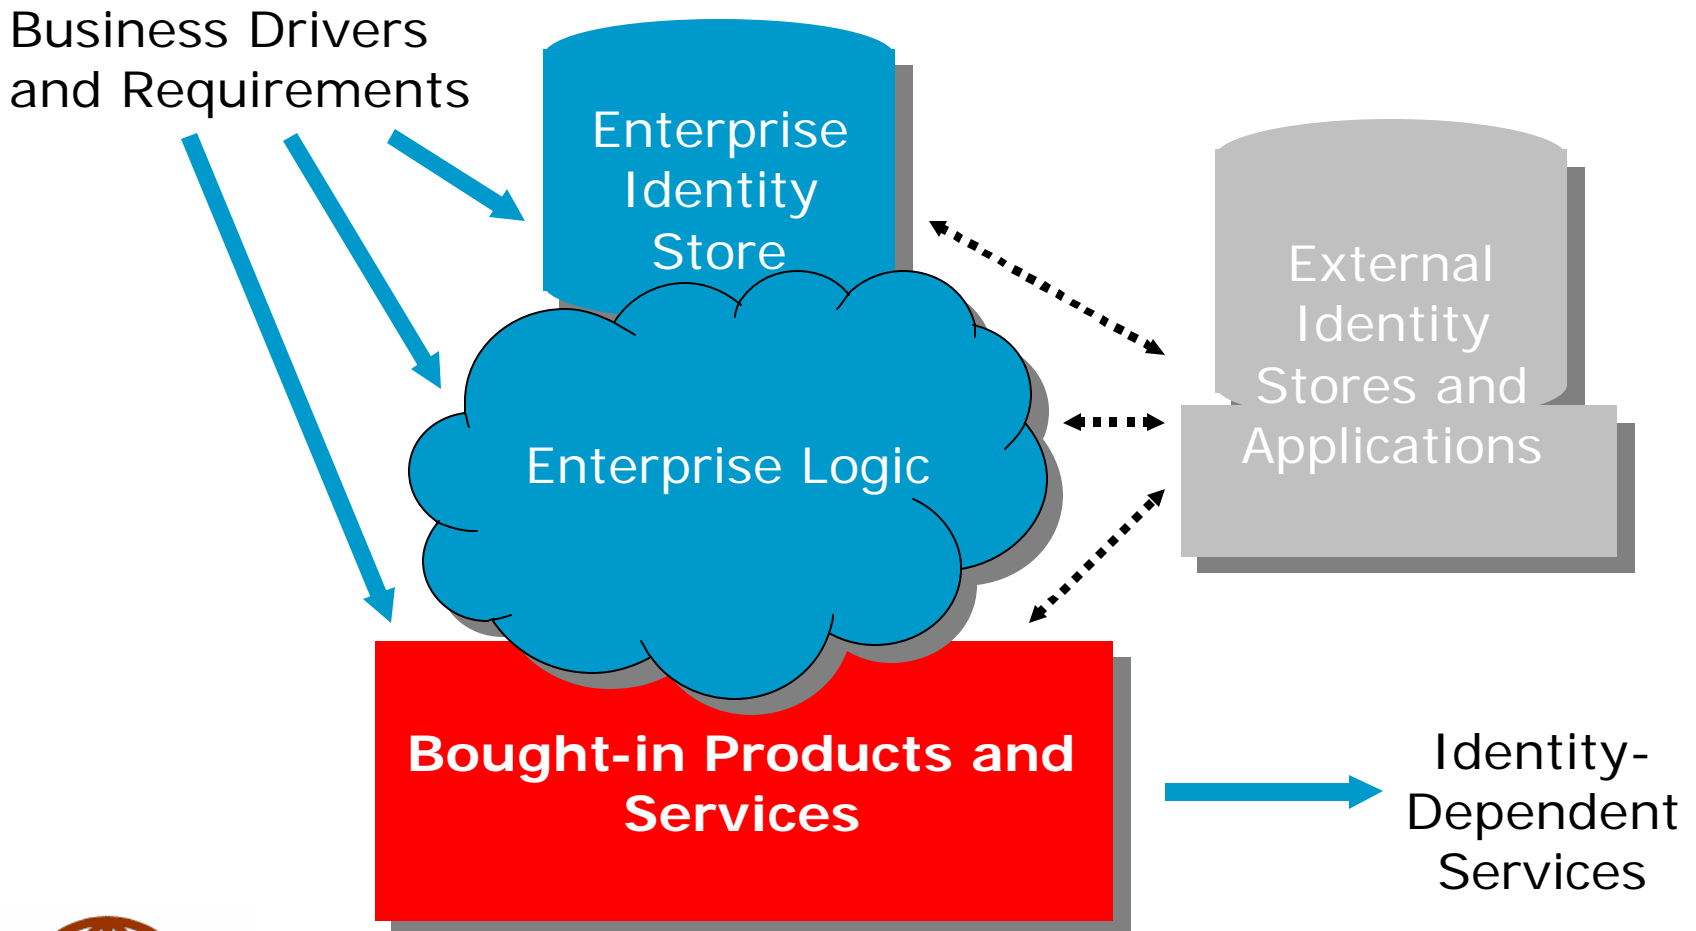 Business Drivers
and Requirements
Enterprise
Identity
Store
External
Identity
Stores and
Applications
Enterprise Logic
Bought-in Products and
Services
Identity-
Dependent
Services